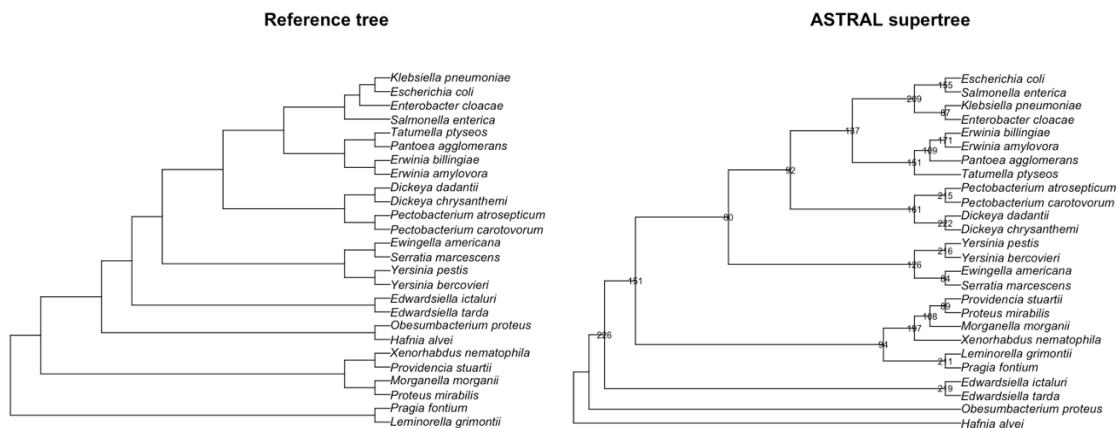 Reference tree
Klebsiella pneumoniae
Escherichia coli
Enterobacter cloacae
Salmonella enterica
Tatumella ptyseos
Pantoea agglomerans
Erwinia billingiae
Erwinia amylovora
Dickeya dadantii
Dickeya chrysanthemi
Pectobacterium atrosepticum
Pectobacterium carotovorum
Ewingella americana
Serratia marcescens
Yersinia pestis
Yersinia bercovieri
Edwardsiella ictaluri
Edwardsiella tarda
Obesumbacterium proteus
Hafnia alvei
Xenorhabdus nematophila
Providencia stuartii
Morganella morganii
Proteus mirabilis
Pragia fontium
Leminorella grimontii
ASTRAL supertree
155 Escherichia coli
Salmonella enterica
209
87 Klebsiella pneumoniae
Enterobacter cloacae
137
171 Erwinia billingiae
Erwinia amylovora
109
Pantoea agglomerans
151
Tatumella ptyseos
92
215 Pectobacterium atrosepticum
Pectobacterium carotovorum
161
222 Dickeya dadantii
Dickeya chrysanthemi
80
216 Yersinia pestis
Yersinia bercovieri
126
84 Ewingella americana
Serratia marcescens
151
89 Providencia stuartii
Proteus mirabilis
108
Morganella morganii
197
Xenorhabdus nematophila
94
211 Leminorella grimontii
Pragia fontium
226
219 Edwardsiella ictaluri
Edwardsiella tarda
Obesumbacterium proteus
Hafnia alvei